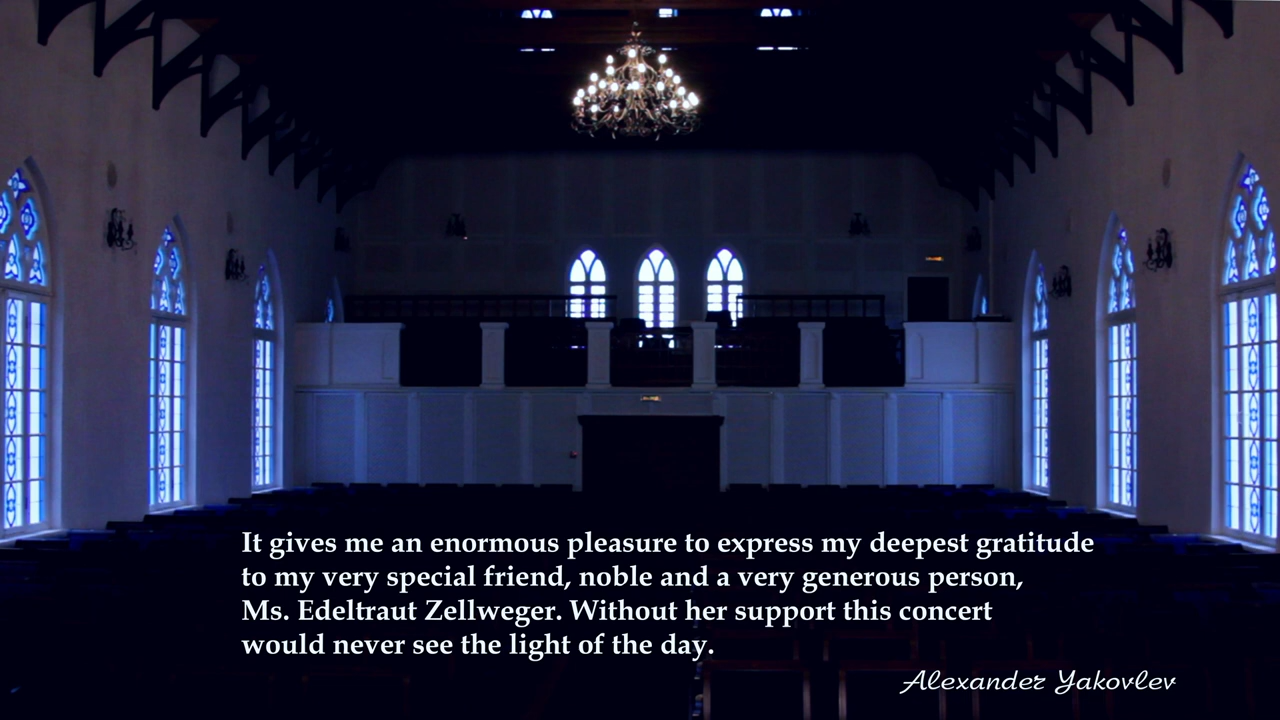 It gives me an enormous pleasure to express my deepest gratitude
to my very special friend, noble and a very generous person,
Ms. Edeltraut Zellweger. Without her support this concert
would never see the light of the day.
Alexander Yakovlev